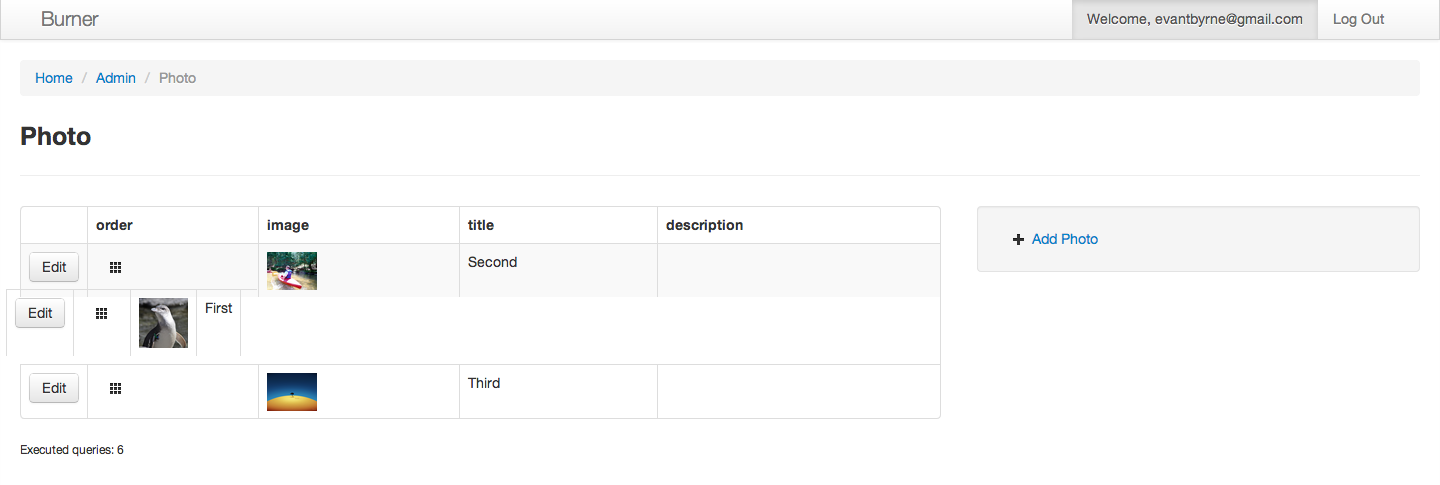 Burner Welcome, evantbyrne@gmail.com Log Out
Home / Admin / Photo
Photo
order image title description
Add Photo
Edit Second
Edit First
Edit Third
Executed queries: 6